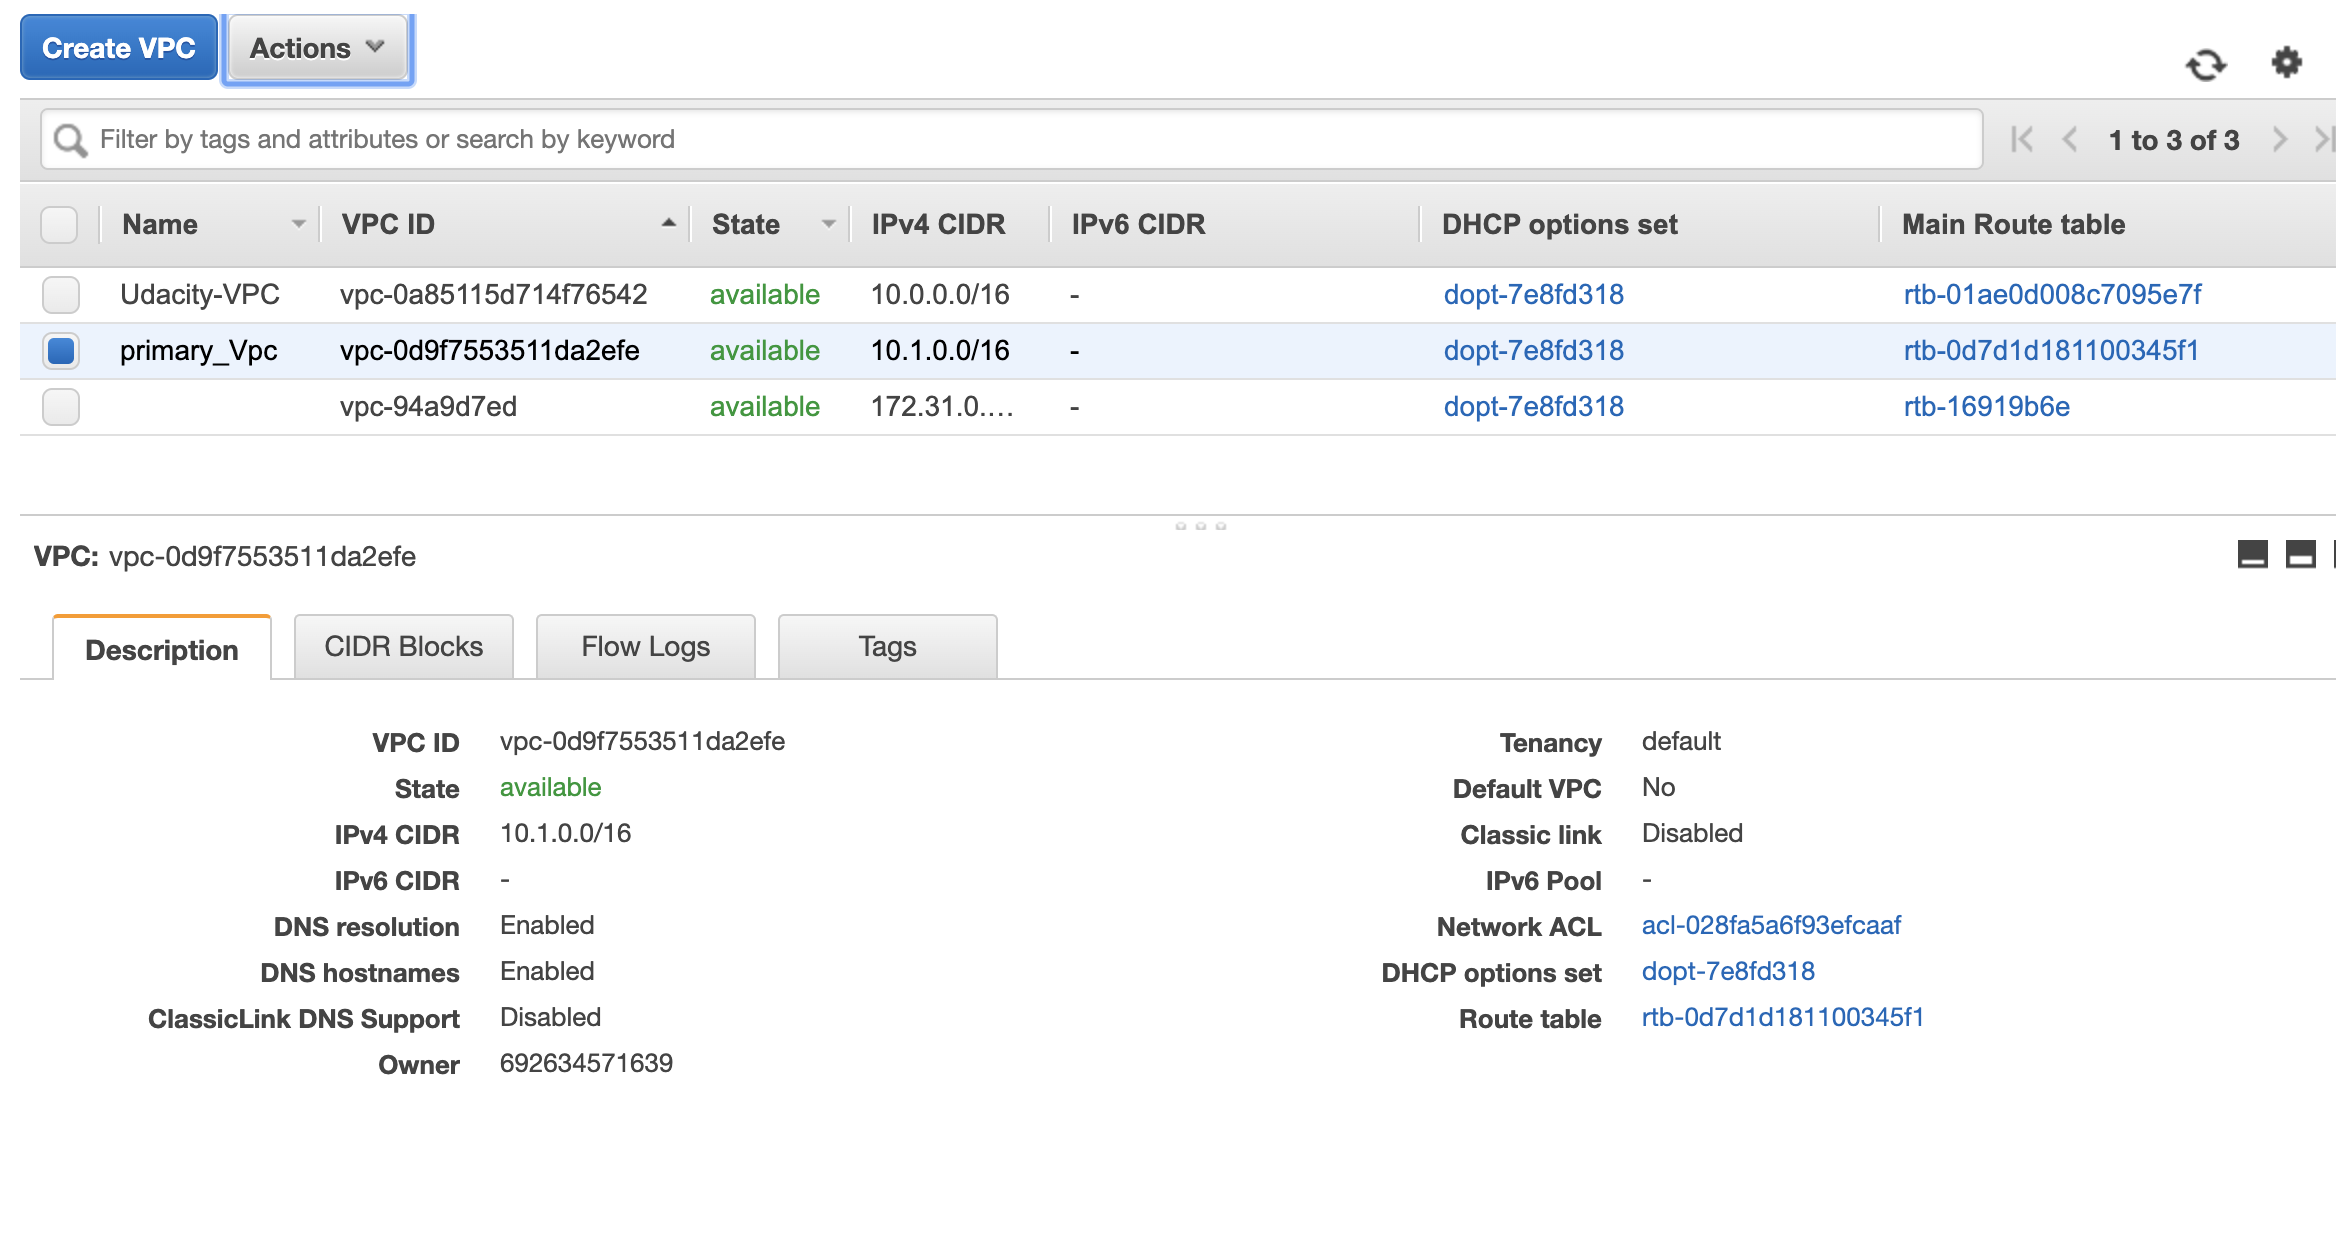 Create VPC Actions
Filter by tags and attributes or search by keyword 1 to 3 of 3
Name VPC ID State IPv4 CIDR IPv6 CIDR DHCP options set Main Route table
Udacity-VPC vpc-0a85115d714f76542 available 10.0.0.0/16 - dopt-7e8fd318 rtb-01ae0d008c7095e7f
primary_Vpc vpc-0d9f7553511da2efe available 10.1.0.0/16 - dopt-7e8fd318 rtb-0d7d1d181100345f1
vpc-94a9d7ed available 172.31.0.… - dopt-7e8fd318 rtb-16919b6e
VPC: vpc-0d9f7553511da2efe
Description CIDR Blocks Flow Logs Tags
VPC ID vpc-0d9f7553511da2efe Tenancy default
State available Default VPC No
IPv4 CIDR 10.1.0.0/16 Classic link Disabled
IPv6 CIDR - IPv6 Pool -
DNS resolution Enabled Network ACL acl-028fa5a6f93efcaaf
DNS hostnames Enabled DHCP options set dopt-7e8fd318
ClassicLink DNS Support Disabled Route table rtb-0d7d1d181100345f1
Owner 692634571639